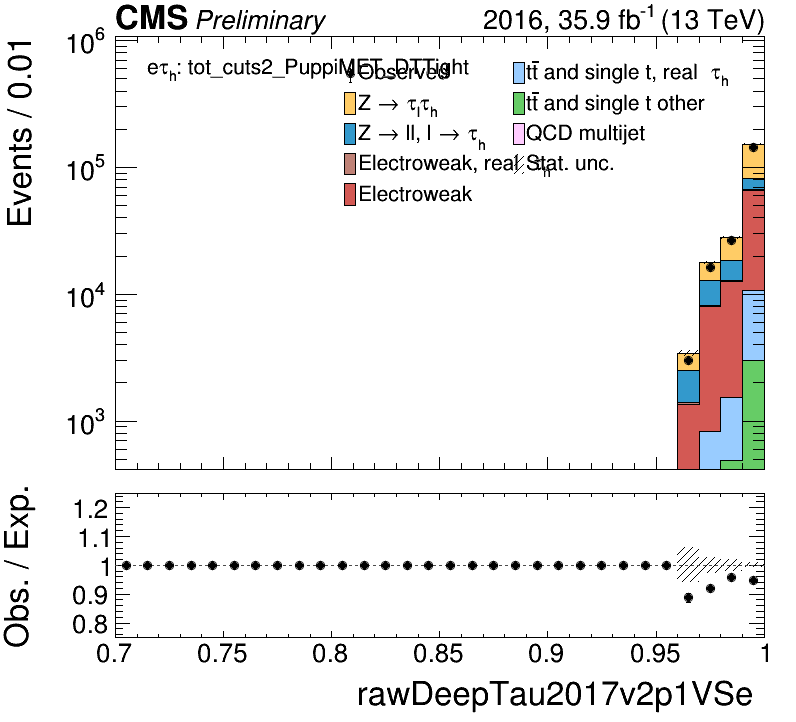 CMS Preliminary 2016, 35.9 fb⁻¹ (13 TeV)
Events / 0.01
10⁶
10⁵
10⁴
10³
eτₕ: tot_cuts2_PuppiMET_DTTight
Observed
Z → τₗτₕ
Z → ll, l → τₕ
Electroweak, real τₕ
Electroweak
tt̄ and single t, real τₕ
tt̄ and single t other
QCD multijet
Stat. unc.
Obs. / Exp.
1.2
1.1
1
0.9
0.8
0.7 0.75 0.8 0.85 0.9 0.95 1
rawDeepTau2017v2p1VSe